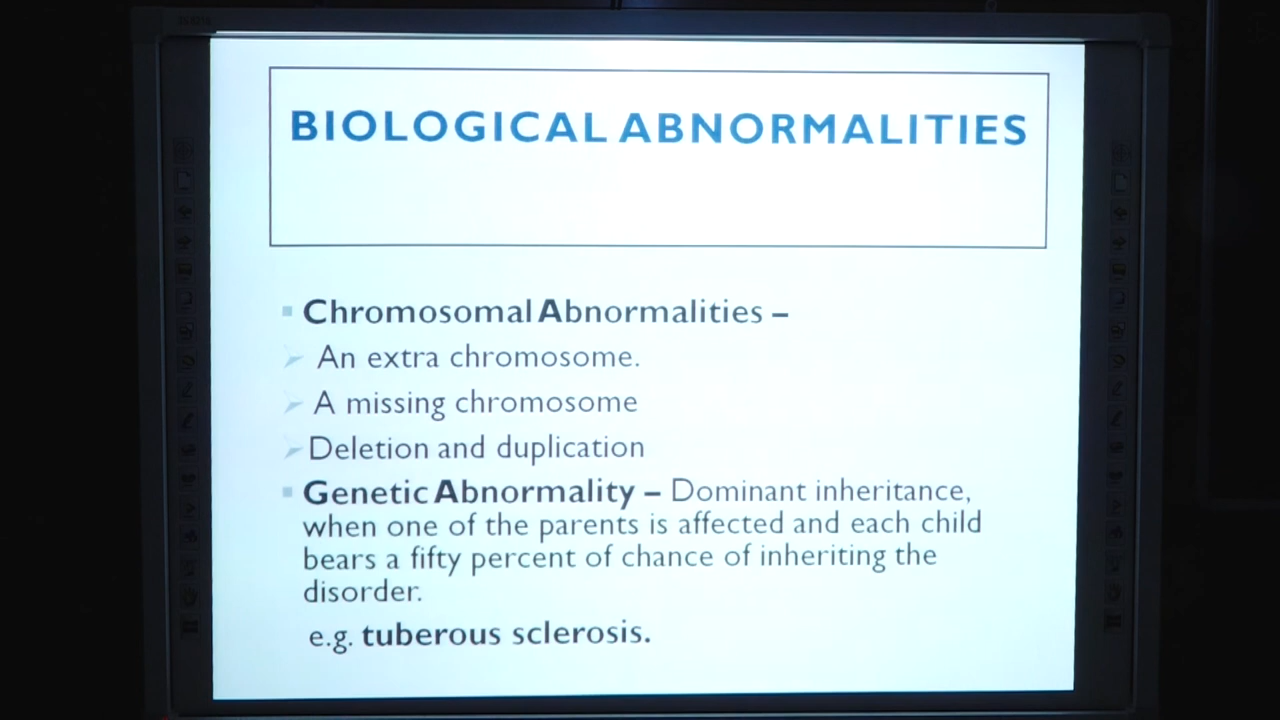 BIOLOGICAL ABNORMALITIES
Chromosomal Abnormalities –
An extra chromosome.
A missing chromosome
Deletion and duplication
Genetic Abnormality – Dominant inheritance,
when one of the parents is affected and each child
bears a fifty percent of chance of inheriting the
disorder.
e.g. tuberous sclerosis.